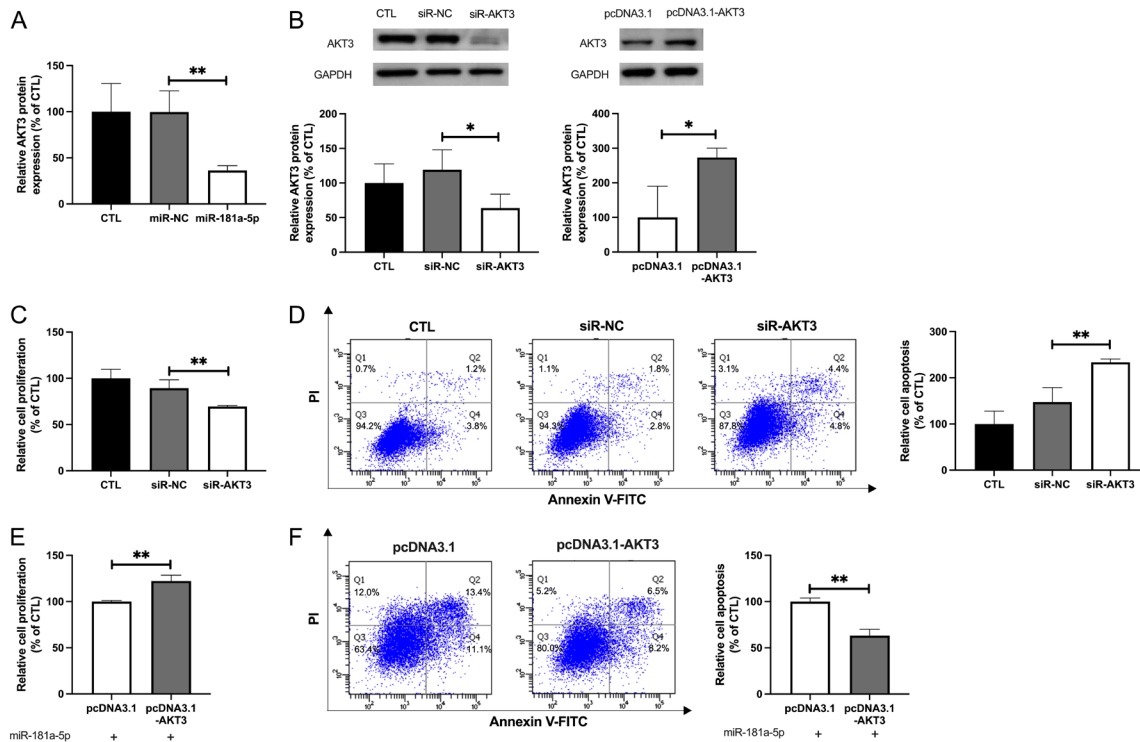 A
Relative AKT3 protein
expression (% of CTL)
150
100
50
0
**
CTL
miR-NC
miR-181a-5p
B
CTL
siR-NC
siR-AKT3
AKT3
GAPDH
pcDNA3.1
pcDNA3.1-AKT3
AKT3
GAPDH
Relative AKT3 protein
expression (% of CTL)
200
150
100
50
0
*
CTL
siR-NC
siR-AKT3
Relative AKT3 protein
expression (% of CTL)
400
300
200
100
0
*
pcDNA3.1
pcDNA3.1
-AKT3
C
Relative cell proliferation
(% of CTL)
150
100
50
0
**
CTL
siR-NC
siR-AKT3
D
PI
CTL
Q1
0.7%
Q2
1.2%
Q3
94.2%
Q4
3.8%
siR-NC
Q1
1.1%
Q2
1.8%
Q3
94.3%
Q4
2.8%
siR-AKT3
Q1
3.1%
Q2
4.4%
Q3
87.8%
Q4
4.8%
Annexin V-FITC
Relative cell apoptosis
(% of CTL)
300
200
100
0
**
CTL
siR-NC
siR-AKT3
E
Relative cell proliferation
(% of CTL)
150
100
50
0
**
pcDNA3.1
pcDNA3.1
-AKT3
miR-181a-5p + +
F
PI
pcDNA3.1
Q1
12.0%
Q2
13.4%
Q3
63.4%
Q4
11.1%
pcDNA3.1-AKT3
Q1
5.2%
Q2
6.5%
Q3
80.0%
Q4
8.2%
Annexin V-FITC
Relative cell apoptosis
(% of CTL)
150
100
50
0
**
pcDNA3.1
pcDNA3.1
-AKT3
miR-181a-5p + +